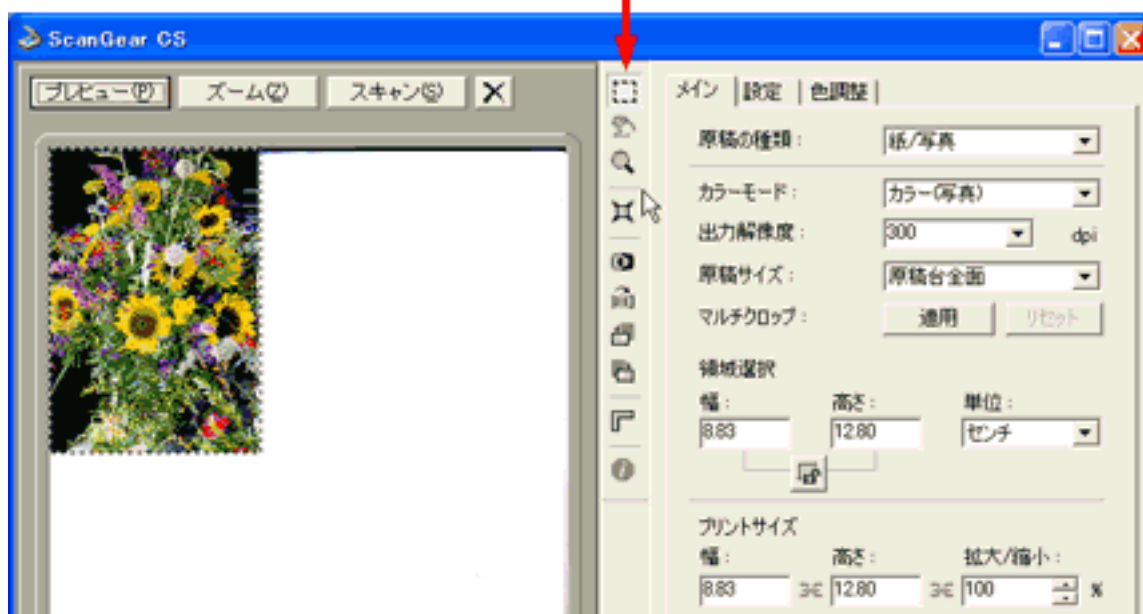 ScanGear CS
プレビュー(P) ズーム(Z) スキャン(S)
メイン 設定 色調整
原稿の種類: 紙/写真
カラーモード: カラー(写真)
出力解像度: 300 dpi
原稿サイズ: 原稿台全面
マルチクロップ: 適用 リセット
領域選択
幅: 高さ: 単位:
8.83 12.80 センチ
プリントサイズ
幅: 高さ: 拡大/縮小:
8.83 12.80 100 %